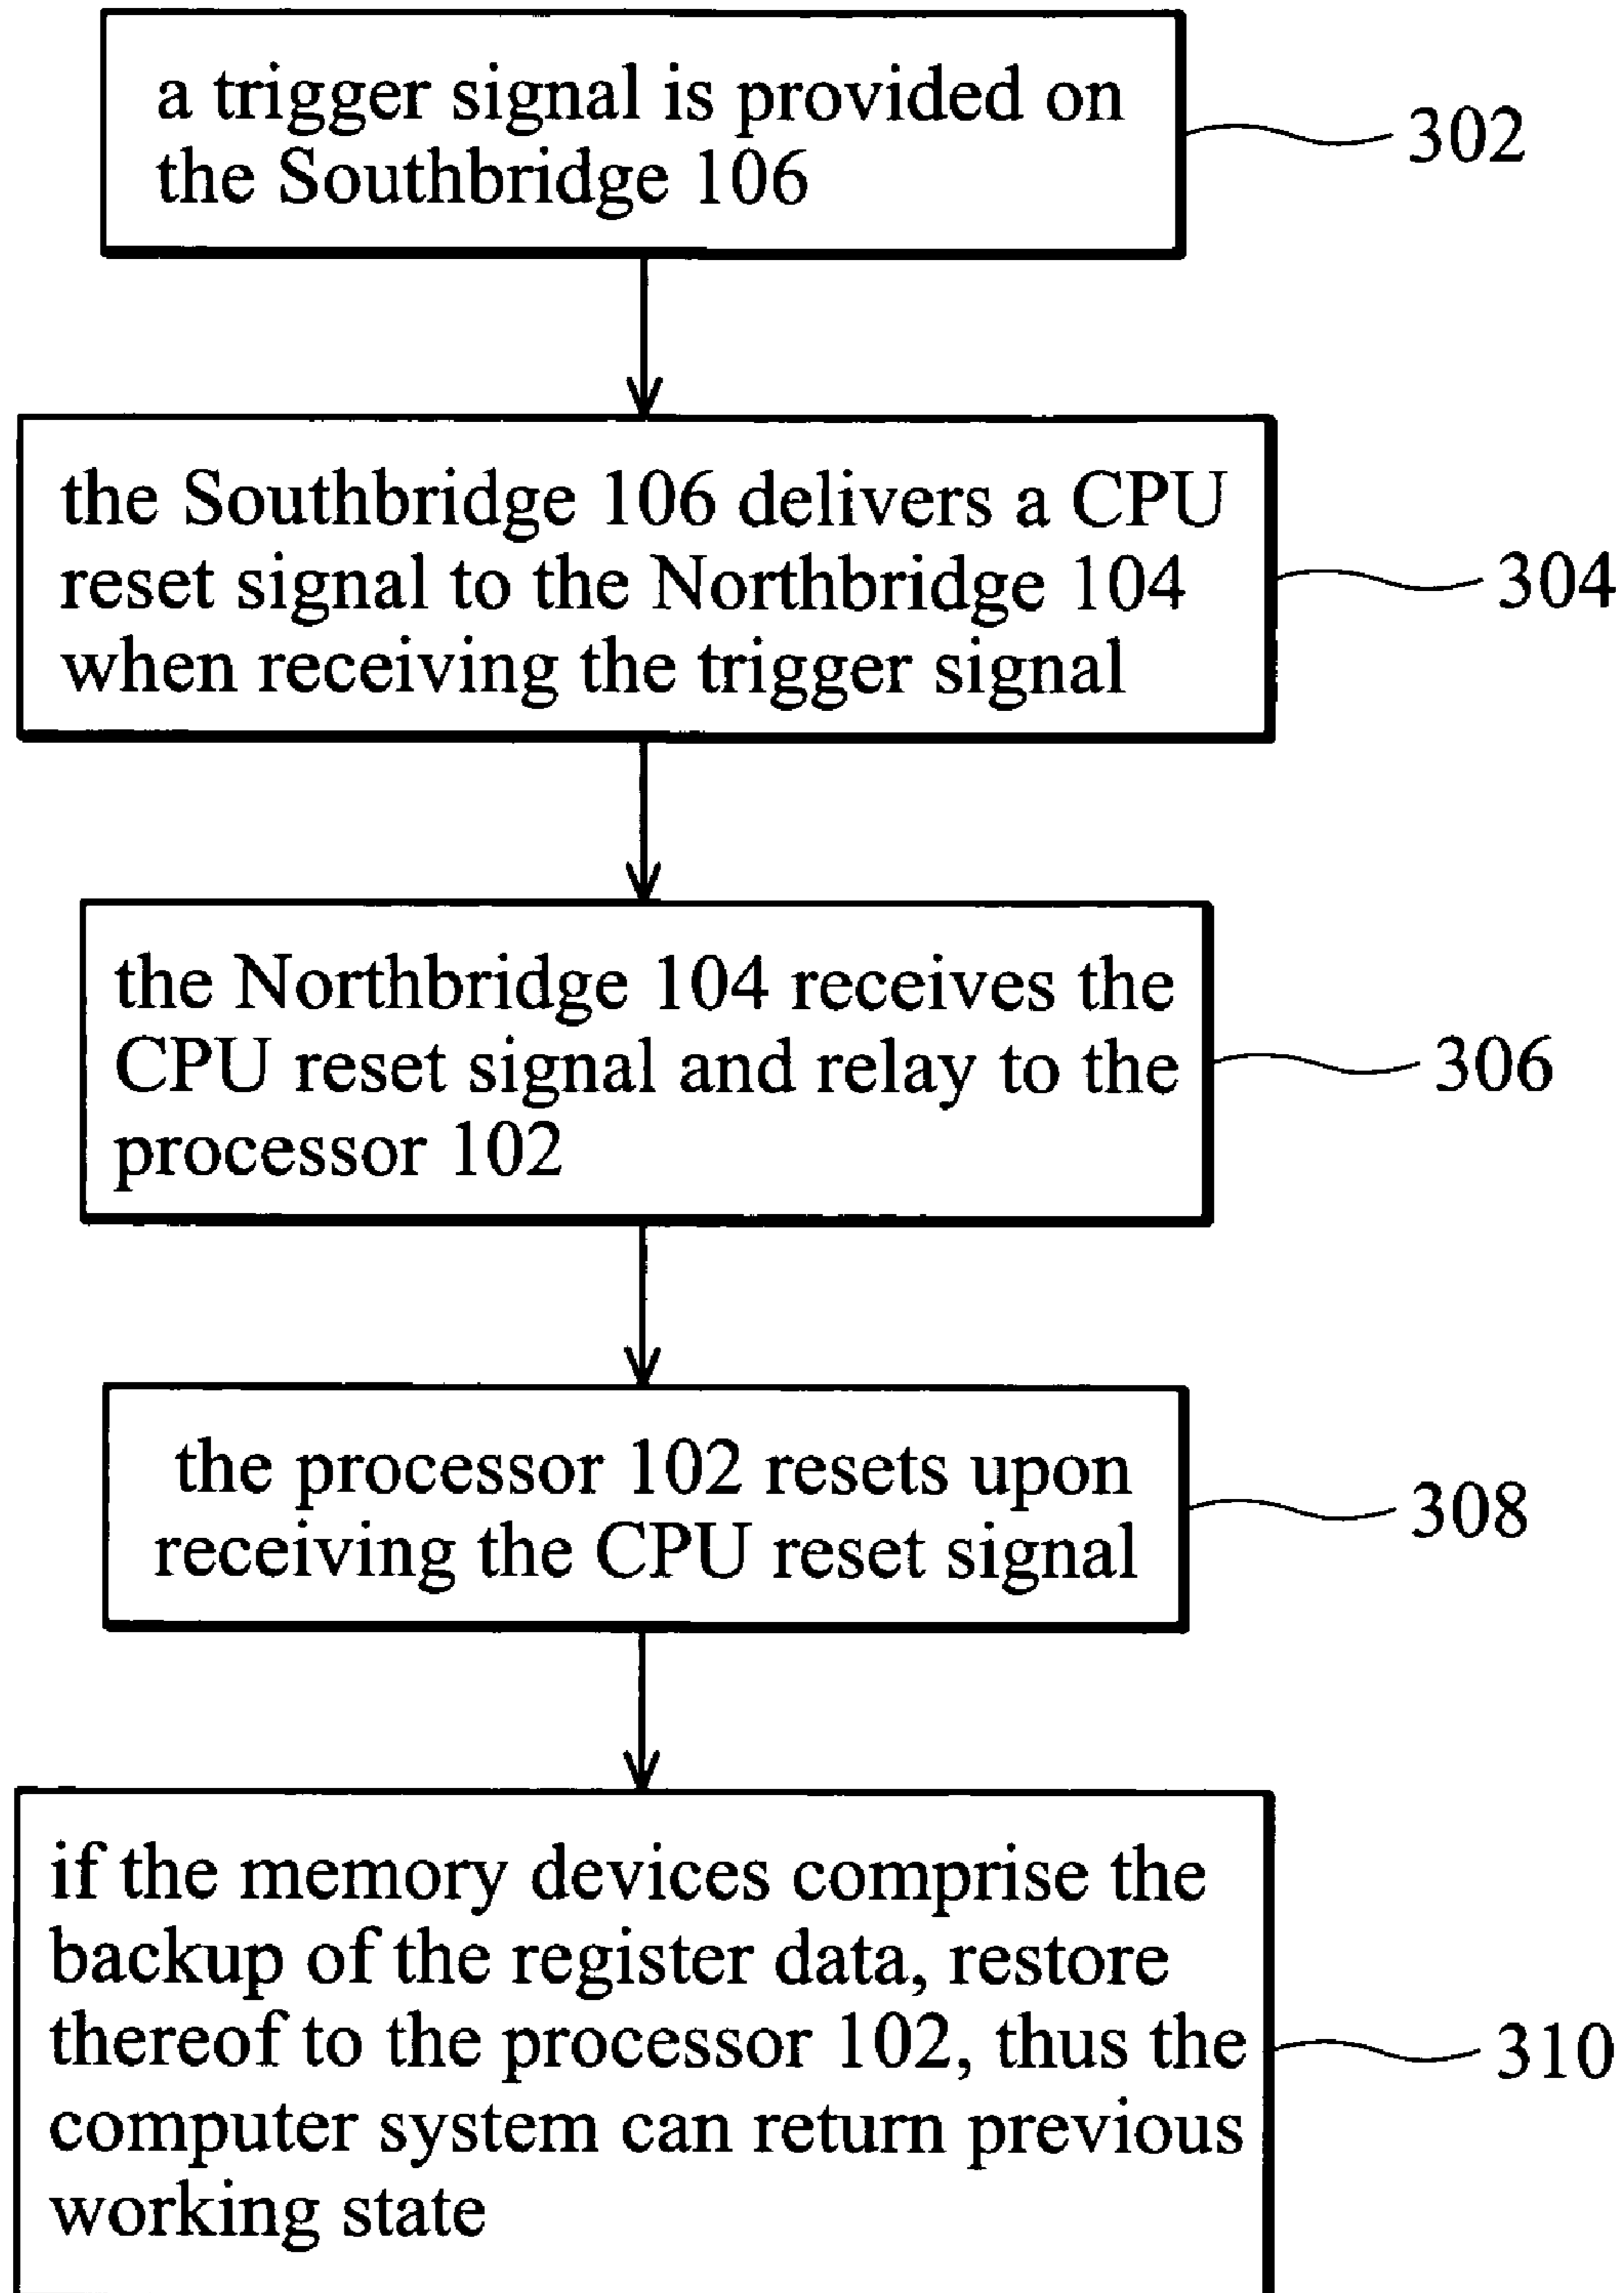 a trigger signal is provided on
the Southbridge 106
302
the Southbridge 106 delivers a CPU
reset signal to the Northbridge 104
when receiving the trigger signal
304
the Northbridge 104 receives the
CPU reset signal and relay to the
processor 102
306
the processor 102 resets upon
receiving the CPU reset signal
308
if the memory devices comprise the
backup of the register data, restore
thereof to the processor 102, thus the
computer system can return previous
working state
310